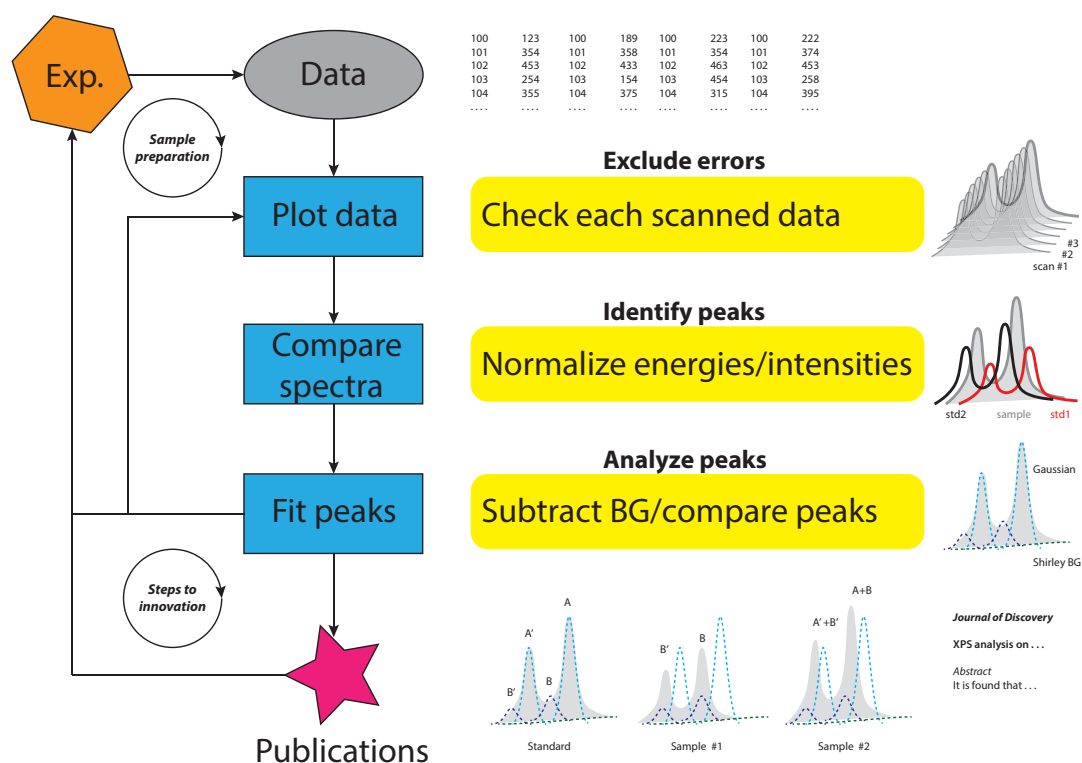 Exp.
Data
100 123 100 189 100 223 100 222
101 354 101 358 101 354 101 374
102 453 102 433 102 463 102 453
103 254 103 154 103 454 103 258
104 355 104 375 104 315 104 395
.... .... .... .... .... .... .... ....
Sample
preparation
Exclude errors
Plot data
Check each scanned data
#3
#2
scan #1
Identify peaks
Compare
spectra
Normalize energies/intensities
std2 sample std1
Analyze peaks
Fit peaks
Subtract BG/compare peaks
Gaussian
Shirley BG
Steps to
innovation
A
A'
B
B'
Standard
B
B'
Sample #1
A+B
A'+B'
Sample #2
Journal of Discovery
XPS analysis on ...
Abstract
It is found that ...
Publications